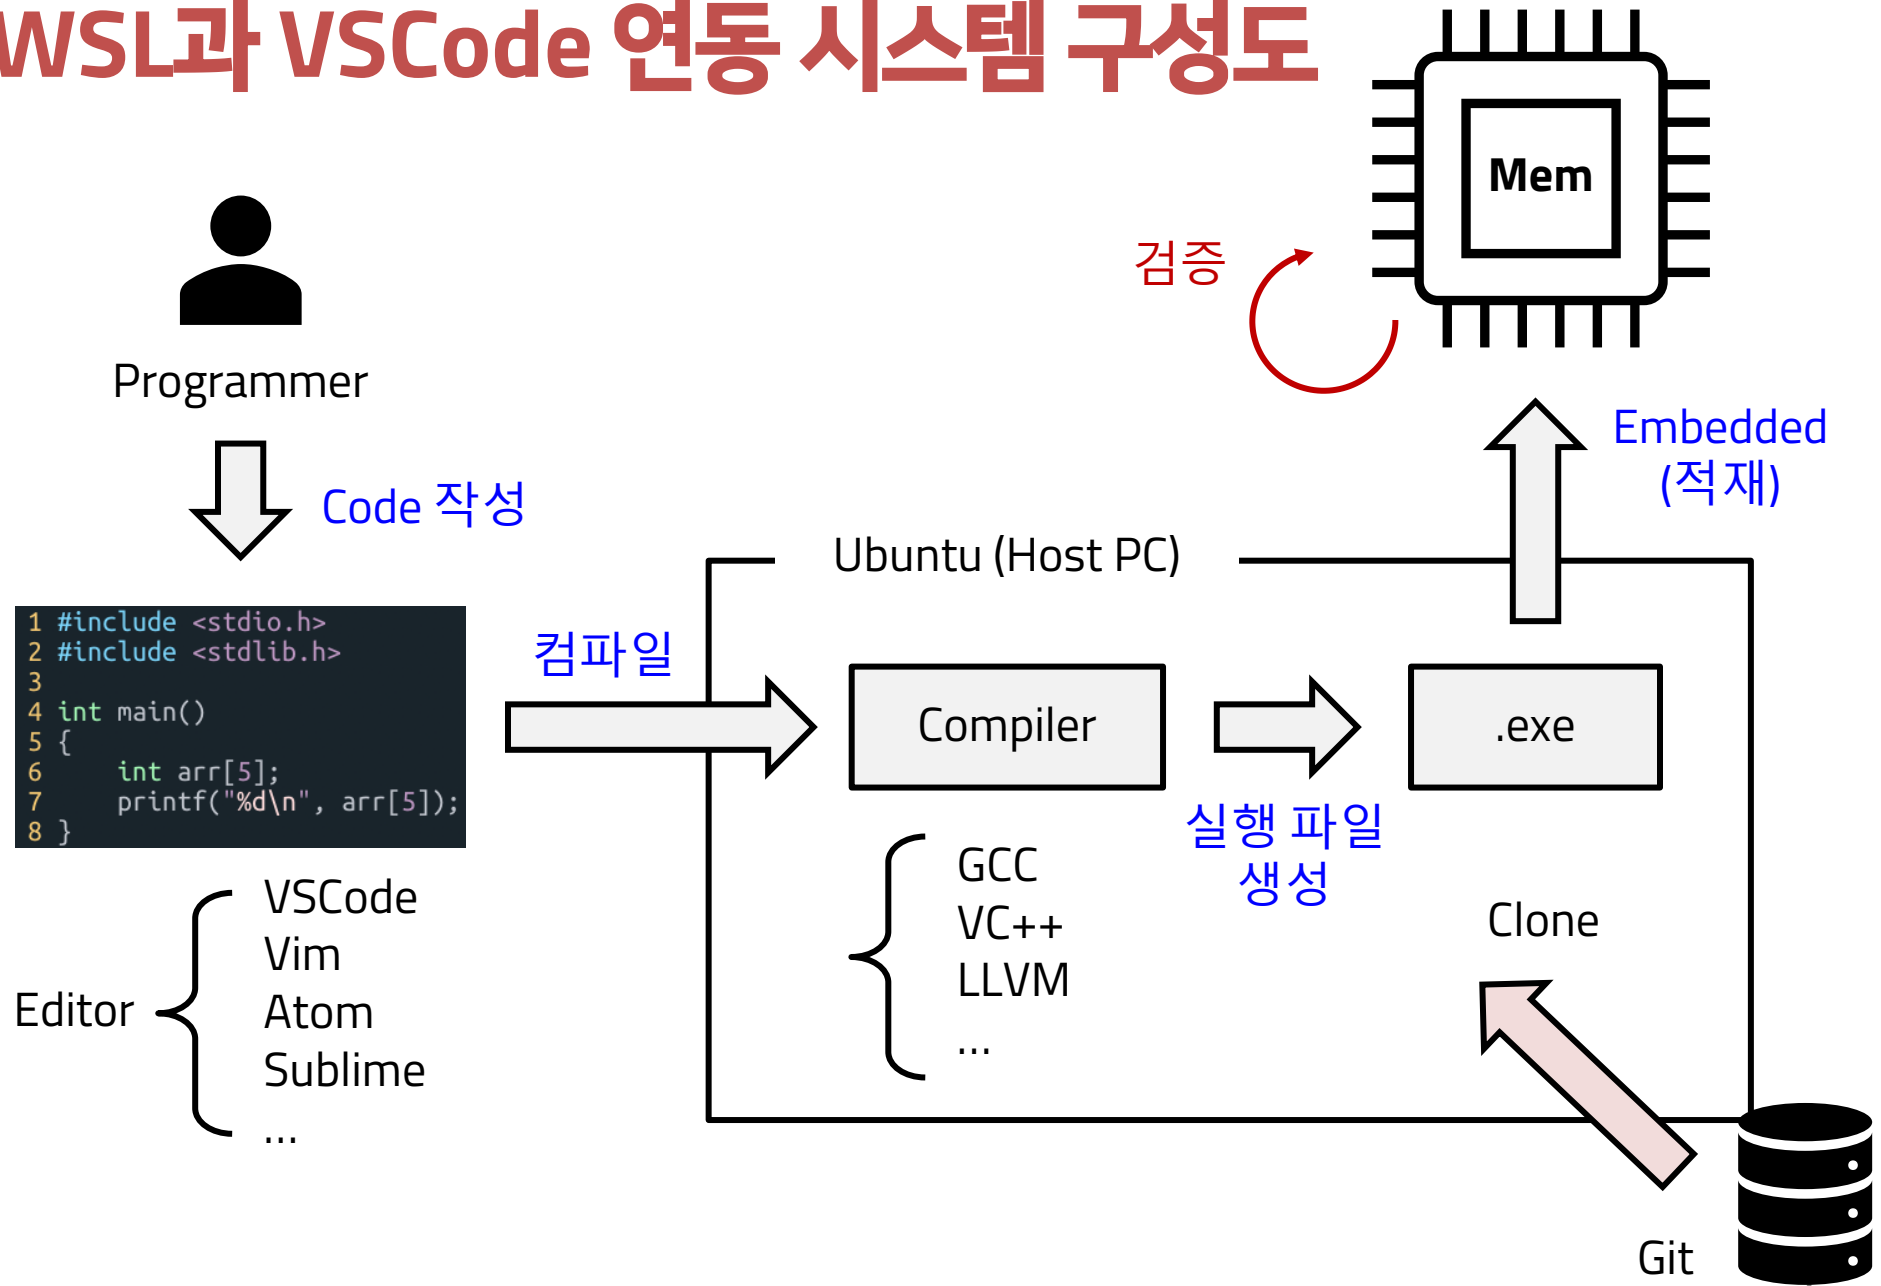 WSL과 VSCode 연동 시스템 구성도
Mem
검증
Programmer
Embedded
(적재)
Code 작성
Ubuntu (Host PC)
1 #include <stdio.h>
2 #include <stdlib.h>
3
4 int main()
5 {
6     int arr[5];
7     printf("%d\n", arr[5]);
8 }
컴파일
Compiler
.exe
실행 파일
생성
GCC
VC++
LLVM
...
Clone
Editor
VSCode
Vim
Atom
Sublime
...
Git